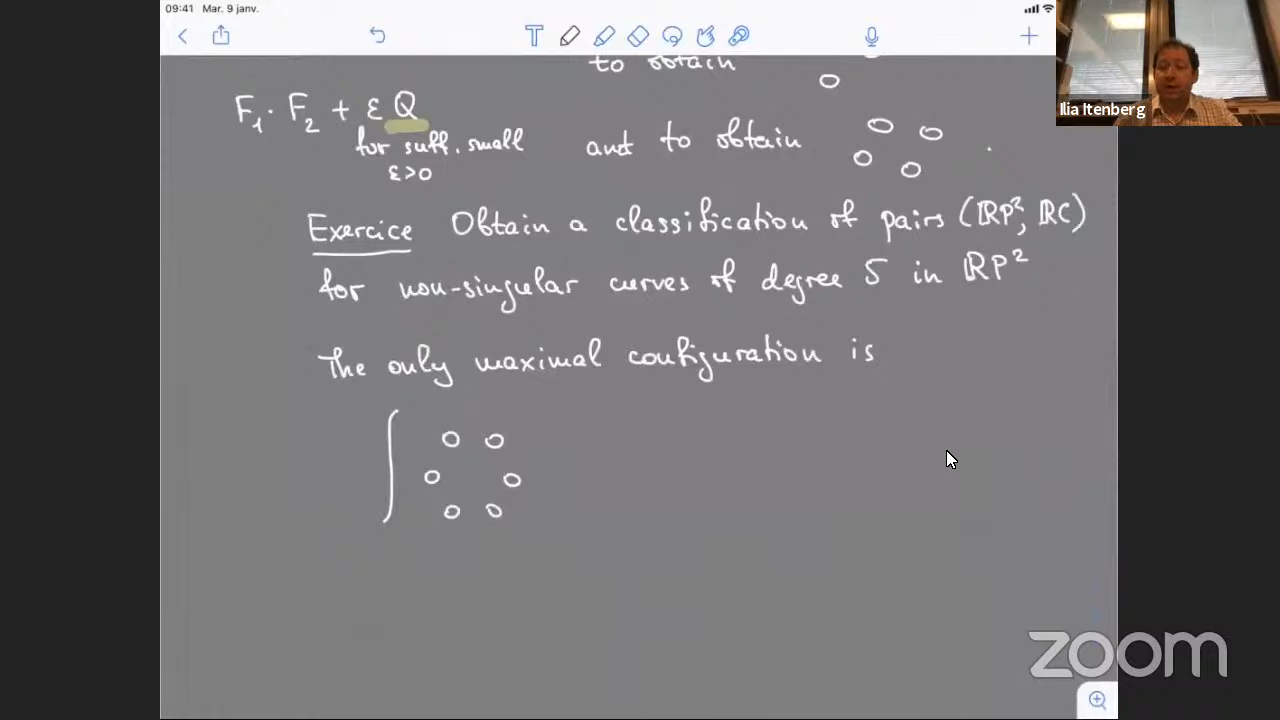 09:41 Mar. 9 janv.
to obtain
F₁ · F₂ + ε Q
for suff. small and to obtain
ε > 0
Exercice Obtain a classification of pairs (ℝP², ℝC)
for non-singular curves of degree 5 in ℝP²
The only maximal configuration is
Ilia Itenberg
zoom